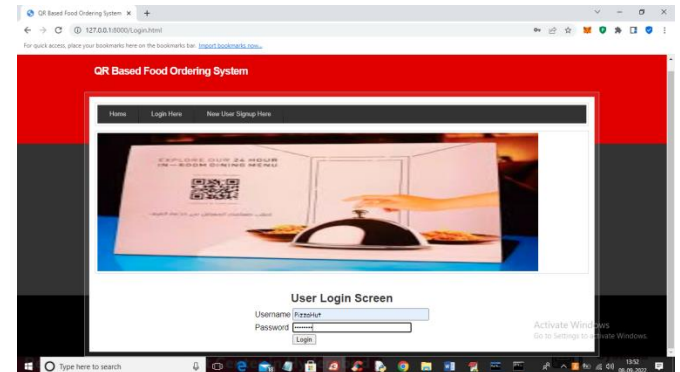 QR Based Food Ordering System
127.0.0.1:8000/Login.html
For quick access, place your bookmarks here on the bookmarks bar. Import bookmarks now...
QR Based Food Ordering System
Home Login Here New User Signup Here
EXPLORE OUR 24 HOUR
IN-ROOM DINING MENU
User Login Screen
Username PizzaHut
Password
Login
Activate Windows
Go to Settings to activate Windows.
Type here to search
13:52
08-09-2022